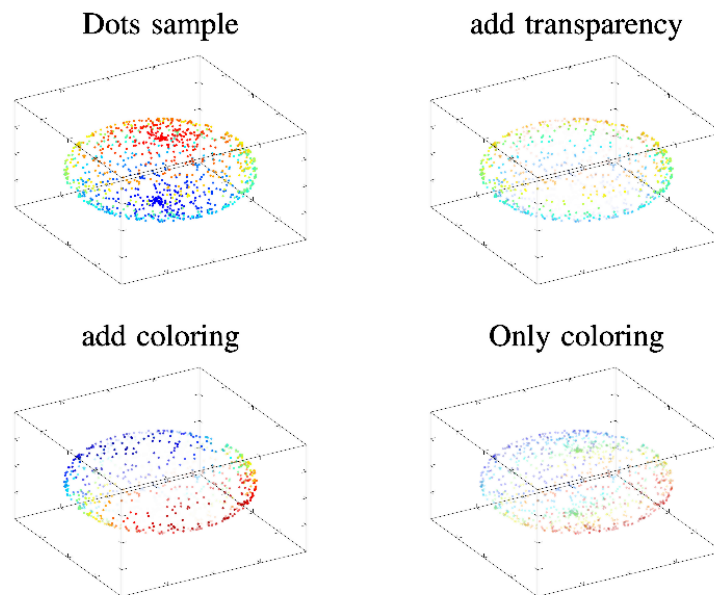 Dots sample
add transparency
add coloring
Only coloring